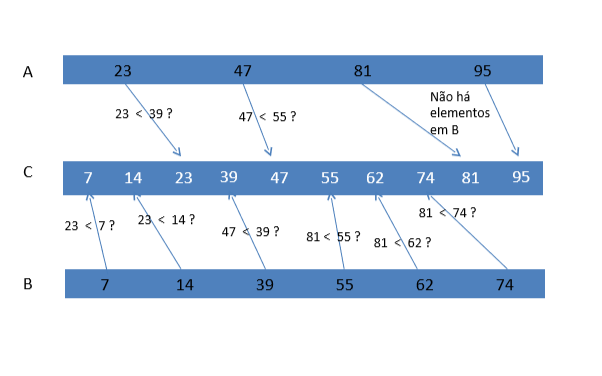 A
23 47 81 95
23 < 39 ?
47 < 55 ?
Não há
elementos
em B
C
7 14 23 39 47 55 62 74 81 95
23 < 7 ?
23 < 14 ?
47 < 39 ?
81 < 55 ?
81 < 62 ?
81 < 74 ?
B
7 14 39 55 62 74